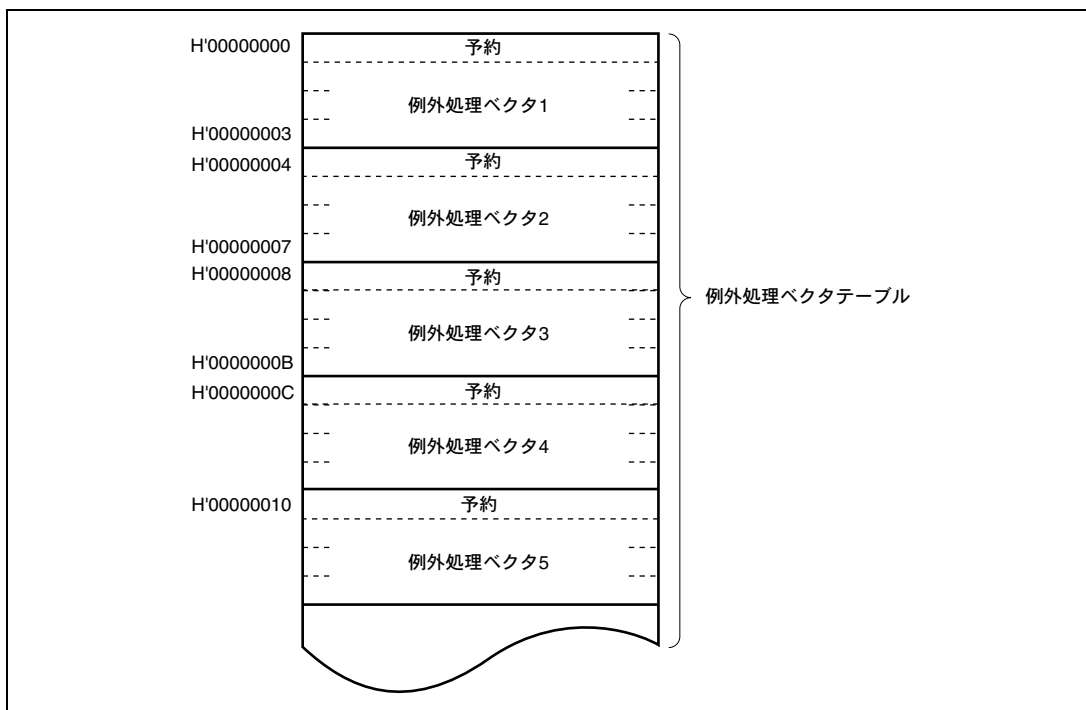 H'00000000 予約
例外処理ベクタ1
H'00000003
H'00000004 予約
例外処理ベクタ2
H'00000007
H'00000008 予約
例外処理ベクタテーブル
例外処理ベクタ3
H'0000000B
H'0000000C 予約
例外処理ベクタ4
H'00000010 予約
例外処理ベクタ5